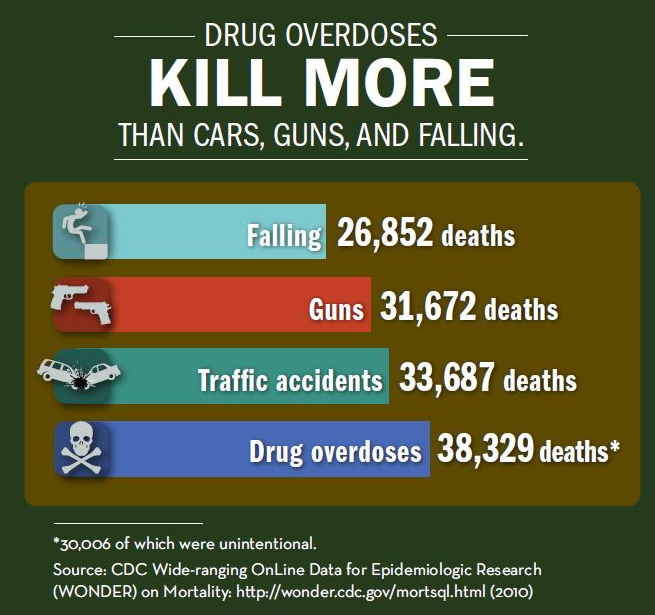 DRUG OVERDOSES
KILL MORE
THAN CARS, GUNS, AND FALLING.
Falling 26,852 deaths
Guns 31,672 deaths
Traffic accidents 33,687 deaths
Drug overdoses 38,329 deaths*
*30,006 of which were unintentional.
Source: CDC Wide-ranging OnLine Data for Epidemiologic Research
(WONDER) on Mortality: http://wonder.cdc.gov/mortsql.html (2010)